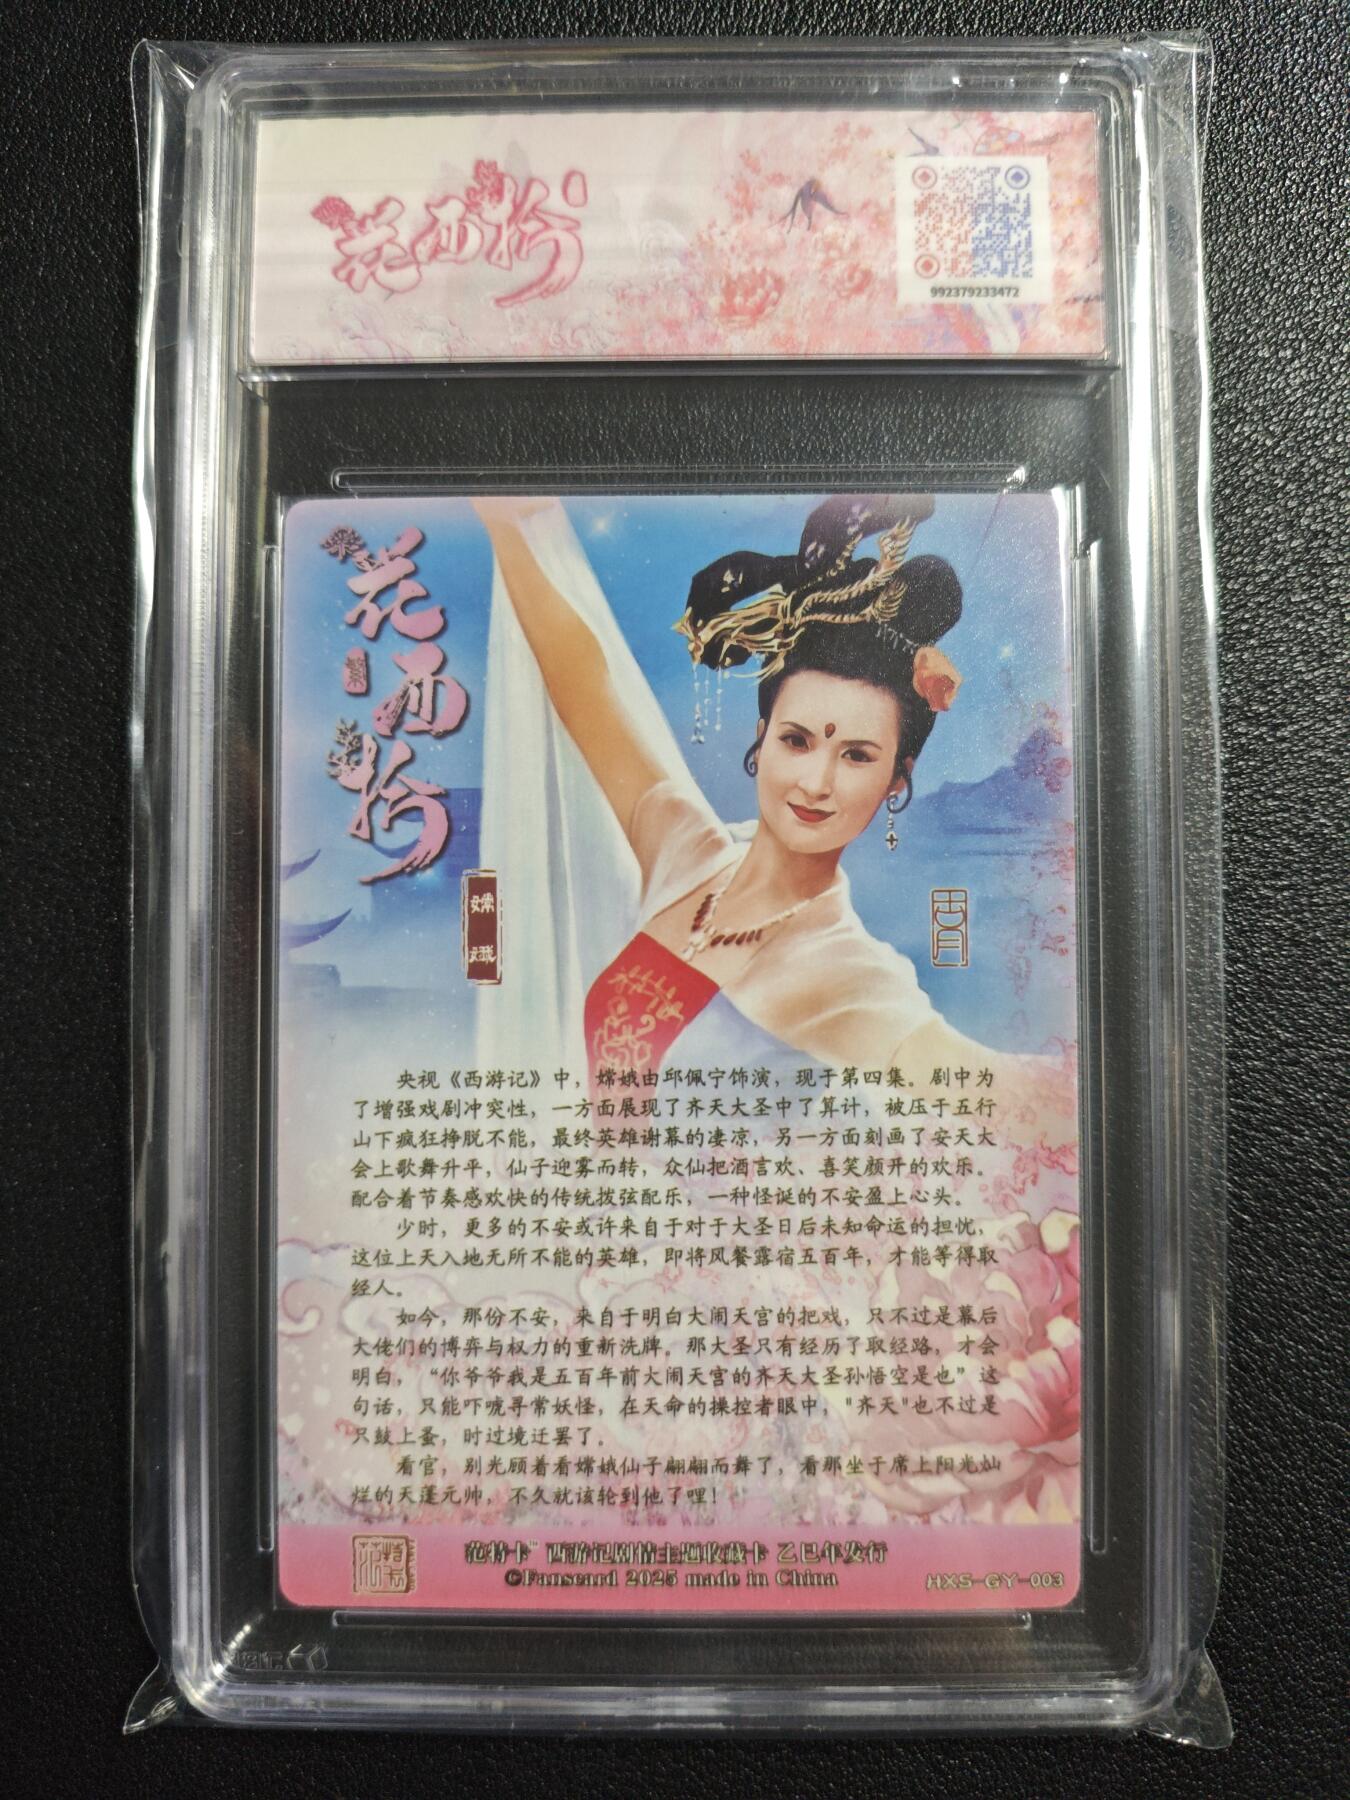 花西拾
992379233472
花西拾
繁
嫦娥
央视《西游记》中，嫦娥由邱佩宁饰演，现于第四集。剧中为
了增强戏剧冲突性，一方面展现了齐天大圣中了算计，被压于五行
山下疯狂挣脱不能，最终英雄谢幕的凄凉，另一方面刻画了安天大
会上歌舞升平，仙子迎雾而转，众仙把酒言欢、喜笑颜开的欢乐。
配合着节奏感欢快的传统拨弦配乐，一种怪诞的不安盈上心头。
少时，更多的不安或许来自于对于大圣日后未知命运的担忧，
这位上天入地无所不能的英雄，即将风餐露宿五百年，才能等得取
经人。
如今，那份不安，来自于明白大闹天宫的把戏，只不过是幕后
大佬们的博弈与权力的重新洗牌。那大圣只有经历了取经路，才会
明白，“你爷爷我是五百年前大闹天宫的齐天大圣孙悟空是也”这
句话，只能吓唬寻常妖怪，在天命的操控者眼中，"齐天"也不过是
只鼓上蚤，时过境迁罢了。
看官，别光顾着看嫦娥仙子翩翩而舞了，看那坐于席上阳光灿
烂的天蓬元帅，不久就该轮到他了哩！
范特卡™ 西游记剧情主题收藏卡 乙巳年发行
©Fanscard 2025 made in China
HXS-GY-003